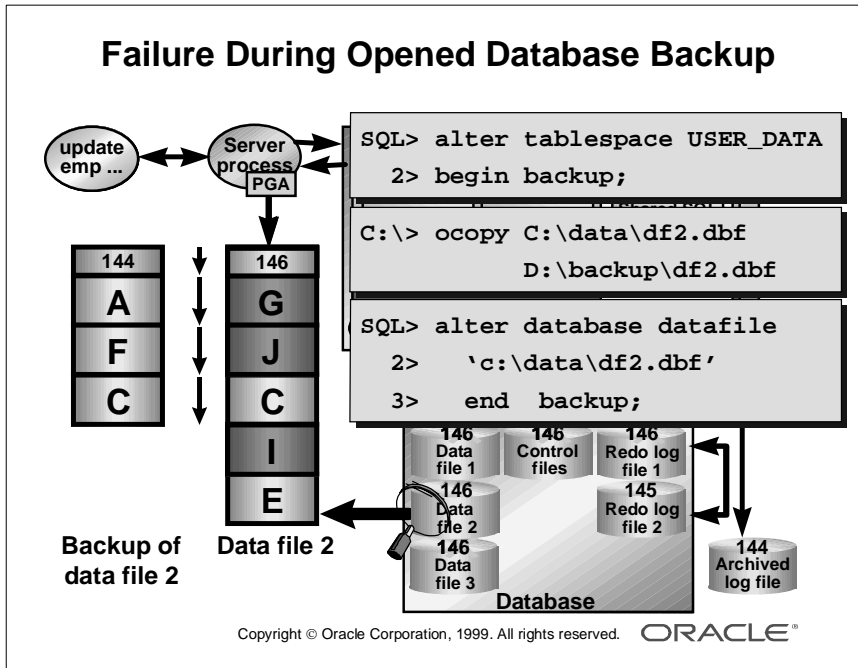 Failure During Opened Database Backup
update
emp ...
Server
process
PGA
SQL> alter tablespace USER_DATA
2> begin backup;
Shared SQL
C:\> ocopy C:\data\df2.dbf
D:\backup\df2.dbf
SQL> alter database datafile
2> ‘c:\data\df2.dbf’
3> end backup;
144
A
F
C
146
G
J
C
I
E
Backup of
data file 2
Data file 2
146
Data
file 1
146
Control
files
146
Redo log
file 1
146
Data
file 2
145
Redo log
file 2
146
Data
file 3
144
Archived
log file
Database
Copyright © Oracle Corporation, 1999. All rights reserved.
ORACLE®